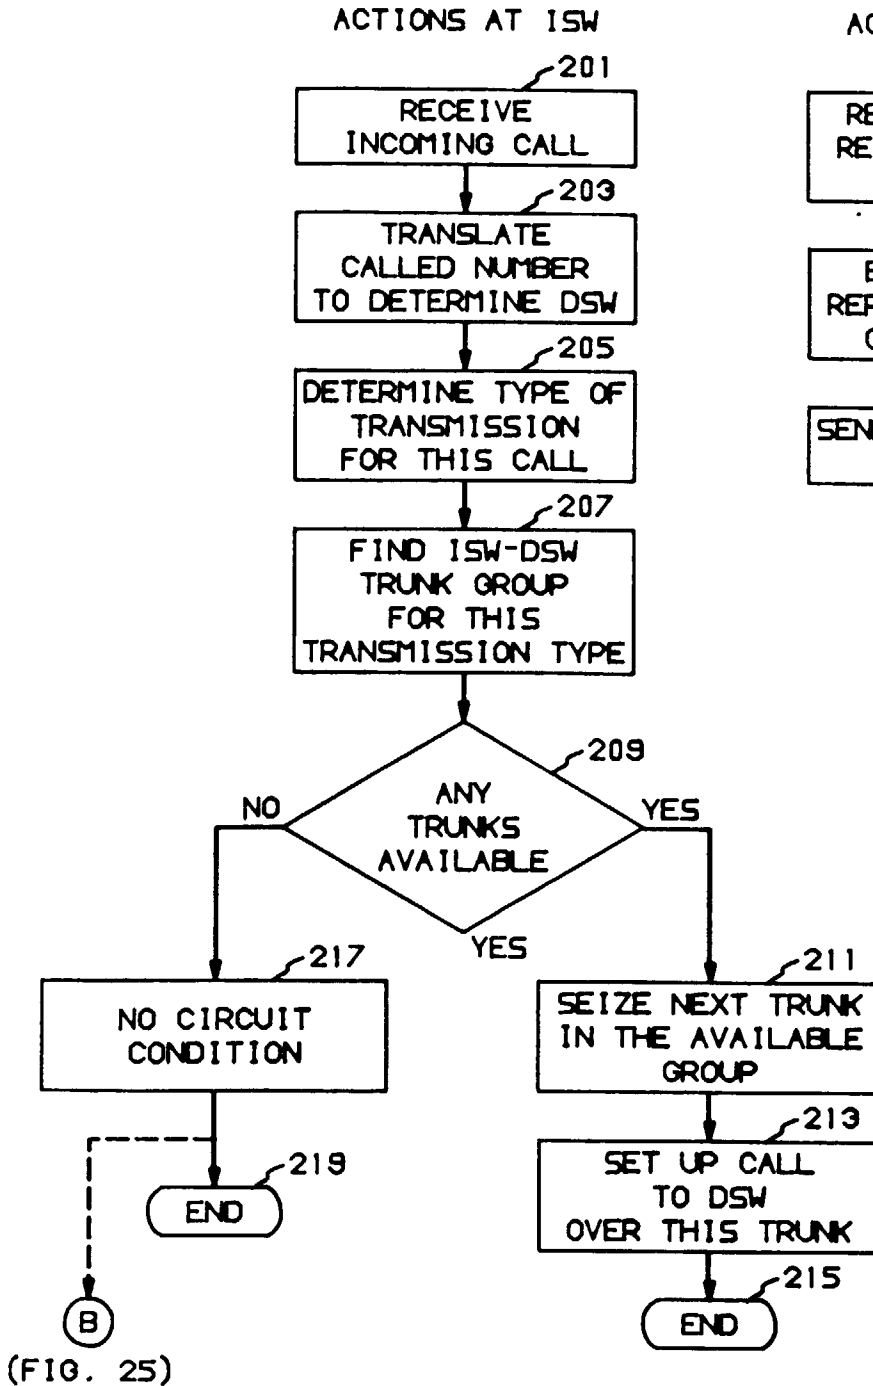 ACTIONS AT ISW
201
RECEIVE
INCOMING CALL
203
TRANSLATE
CALLED NUMBER
TO DETERMINE DSW
205
DETERMINE TYPE OF
TRANSMISSION
FOR THIS CALL
207
FIND ISW-DSW
TRUNK GROUP
FOR THIS
TRANSMISSION TYPE
209
ANY
TRUNKS
AVAILABLE
NO
YES
YES
217
NO CIRCUIT
CONDITION
219
END
B
(FIG. 25)
211
SEIZE NEXT TRUNK
IN THE AVAILABLE
GROUP
213
SET UP CALL
TO DSW
OVER THIS TRUNK
215
END